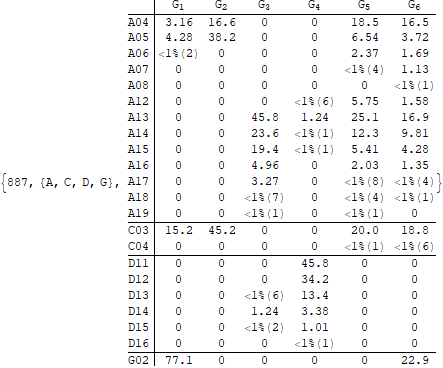 G1 G2 G3 G4 G5 G6
A04 3.16 16.6 0 0 18.5 16.5
A05 4.28 38.2 0 0 6.54 3.72
A06 <1%(2) 0 0 0 2.37 1.69
A07 0 0 0 0 <1%(4) 1.13
A08 0 0 0 0 0 <1%(1)
A12 0 0 0 <1%(6) 5.75 1.58
A13 0 0 45.8 1.24 25.1 16.9
A14 0 0 23.6 <1%(1) 12.3 9.81
A15 0 0 19.4 <1%(1) 5.41 4.28
A16 0 0 4.96 0 2.03 1.35
{887, {A, C, D, G}, A17 0 0 3.27 0 <1%(8) <1%(4) }
A18 0 0 <1%(7) 0 <1%(4) <1%(1)
A19 0 0 <1%(1) 0 <1%(1) 0
C03 15.2 45.2 0 0 20.0 18.8
C04 0 0 0 0 <1%(1) <1%(6)
D11 0 0 0 45.8 0 0
D12 0 0 0 34.2 0 0
D13 0 0 <1%(6) 13.4 0 0
D14 0 0 1.24 3.38 0 0
D15 0 0 <1%(2) 1.01 0 0
D16 0 0 0 <1%(1) 0 0
G02 77.1 0 0 0 0 22.9